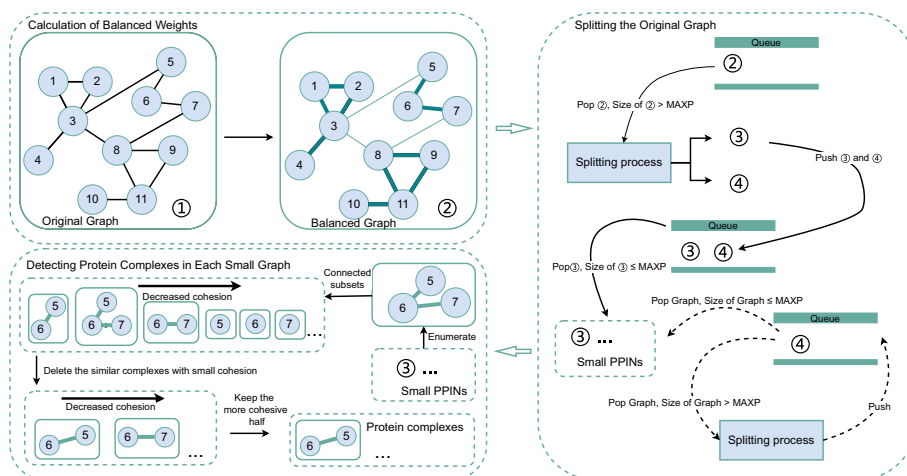 Calculation of Balanced Weights
1
2
3
4
5
6
7
8
9
10
11
Original Graph
①
1
2
3
4
5
6
7
8
9
10
11
Balanced Graph
②
Splitting the Original Graph
Queue
②
Pop ②, Size of ② > MAXP
Splitting process
③
④
Push ③ and ④
Queue
③ ④
Pop③, Size of ③ ≤ MAXP
Pop Graph, Size of Graph ≤ MAXP
③ ...
Small PPINs
Queue
④
Pop Graph, Size of Graph > MAXP
Push
Splitting process
Detecting Protein Complexes in Each Small Graph
Decreased cohesion
5
6
5
6
7
6
7
5
6
7
...
Connected
subsets
5
6
7
Enumerate
③ ...
Small PPINs
Delete the similar complexes with small cohesion
Decreased cohesion
6
5
6
7
...
Keep the
more cohesive
half
6
5
Protein complexes
...